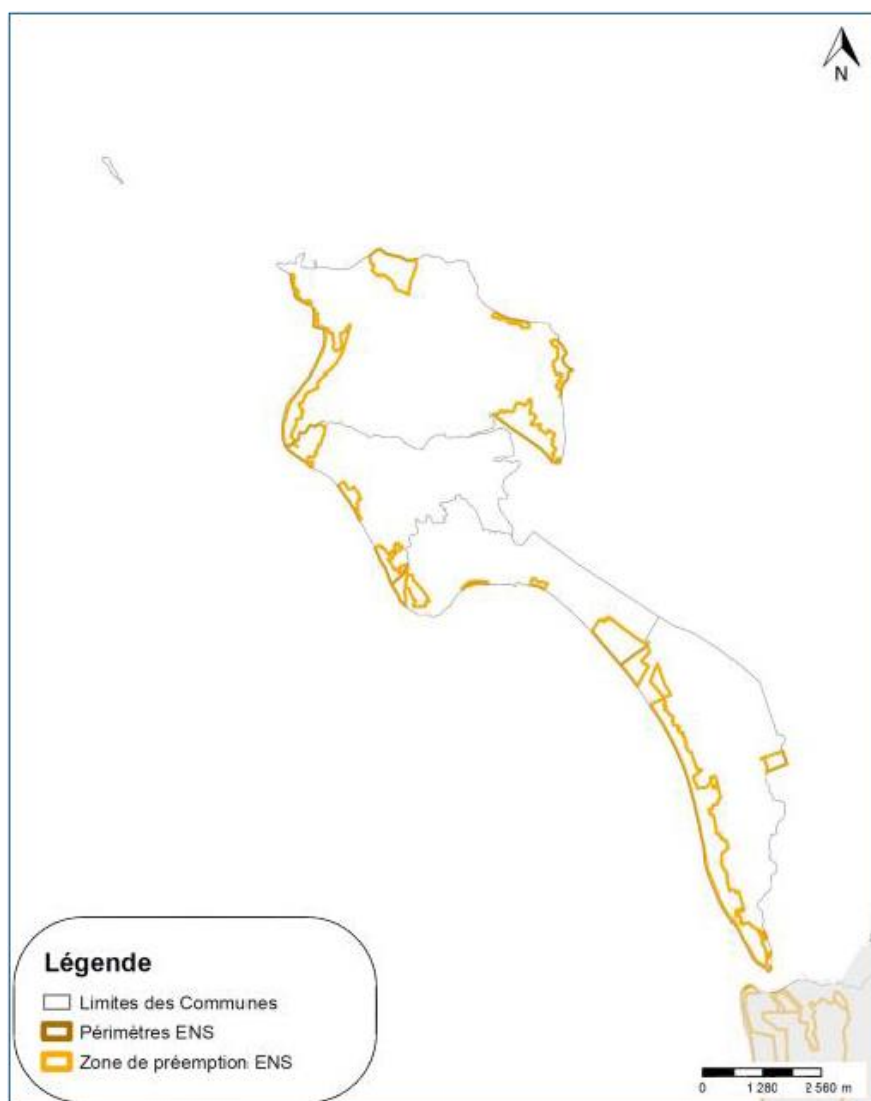 N
Légende
Limites des Communes
Périmètres ENS
Zone de préemption ENS
0 1 280 2 560 m